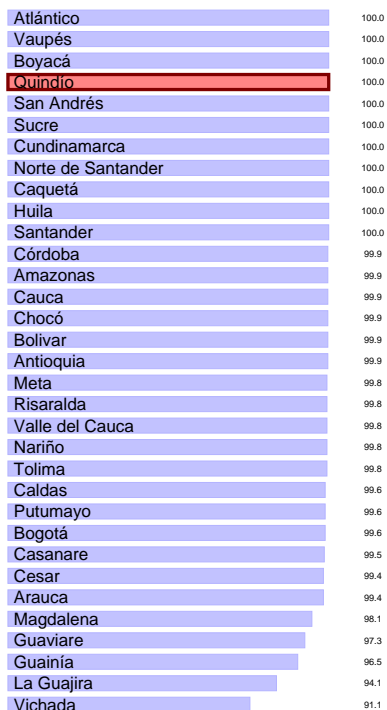 Atlántico 100.0
Vaupés 100.0
Boyacá 100.0
Quindío 100.0
San Andrés 100.0
Sucre 100.0
Cundinamarca 100.0
Norte de Santander 100.0
Caquetá 100.0
Huila 100.0
Santander 100.0
Córdoba 99.9
Amazonas 99.9
Cauca 99.9
Chocó 99.9
Bolivar 99.9
Antioquia 99.9
Meta 99.8
Risaralda 99.8
Valle del Cauca 99.8
Nariño 99.8
Tolima 99.8
Caldas 99.6
Putumayo 99.6
Bogotá 99.6
Casanare 99.5
Cesar 99.4
Arauca 99.4
Magdalena 98.1
Guaviare 97.3
Guainía 96.5
La Guajira 94.1
Vichada 91.1